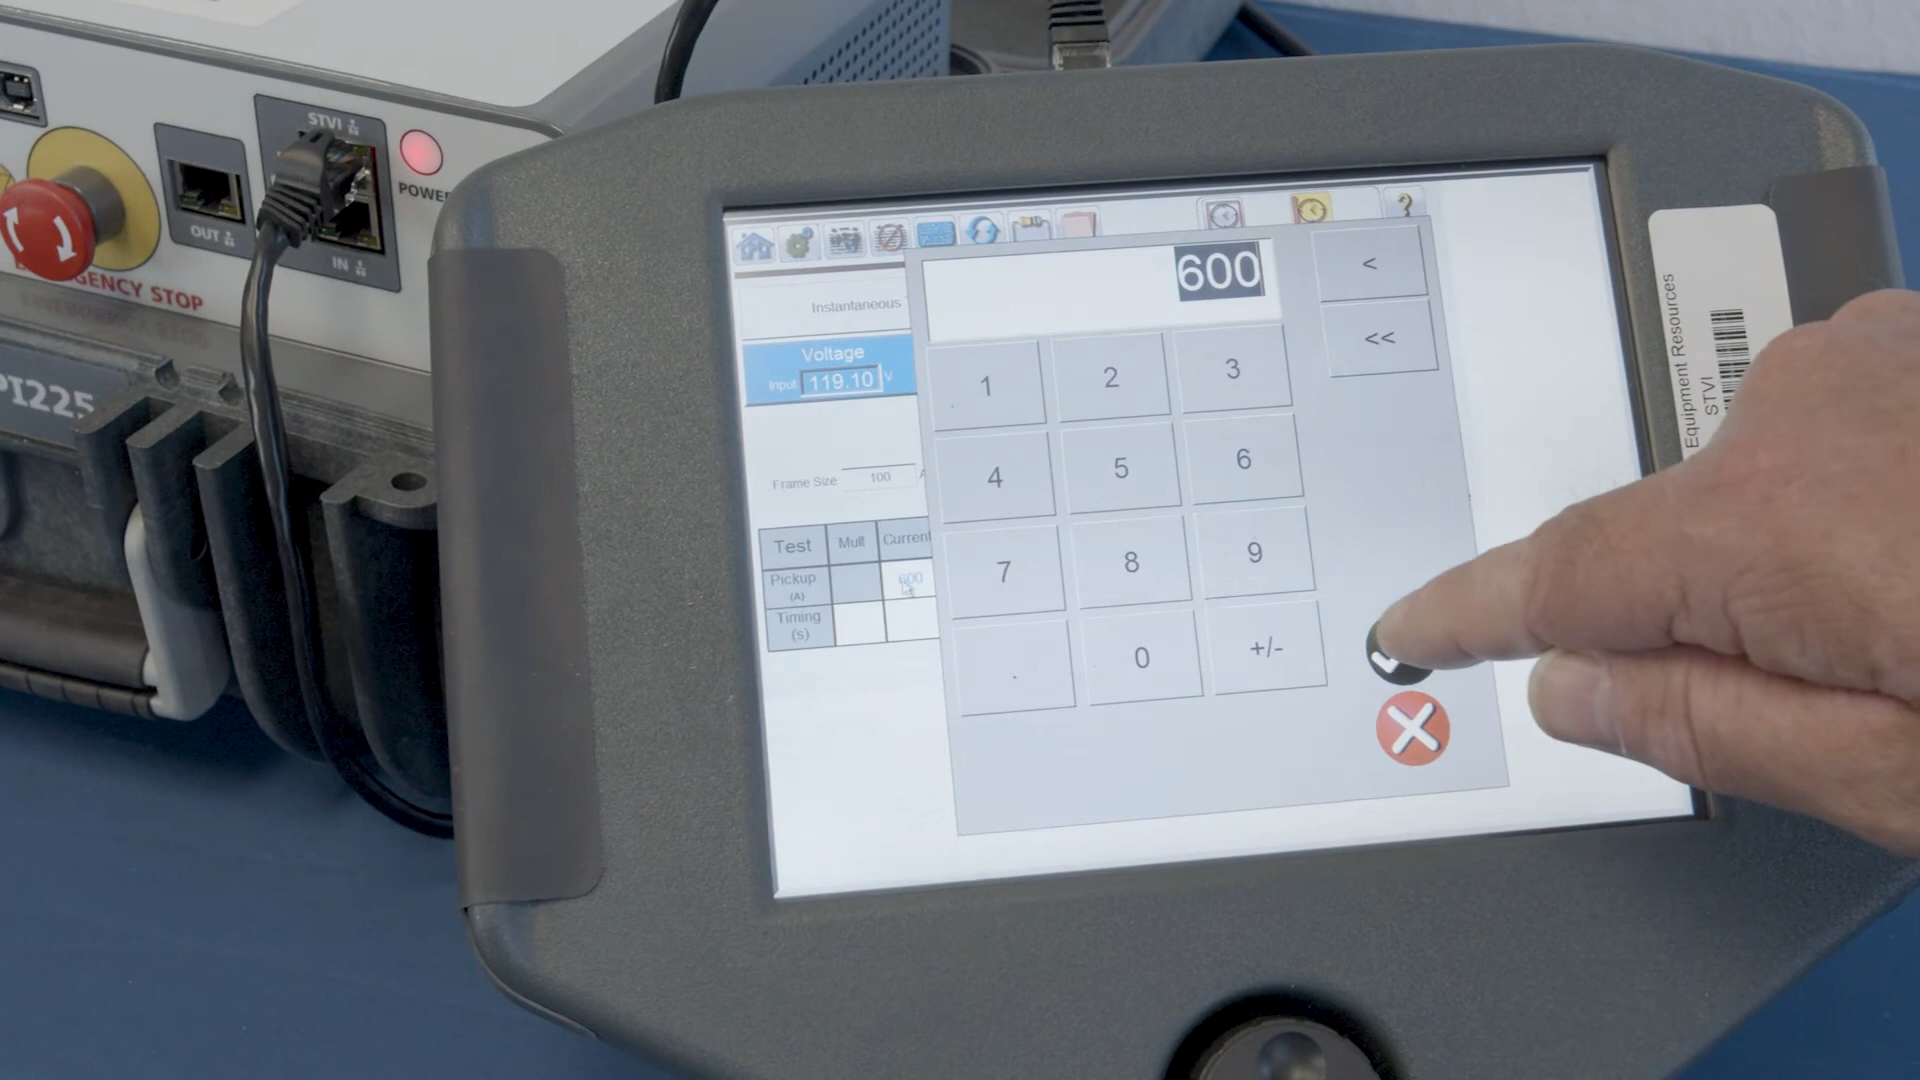 STVI
POWE
OUT
IN
GENCY STOP
PI225
Instantaneous
Voltage
Input 119.10 V
Frame Size 100
Test Mult Current
Pickup 600
(A)
Timing
(s)
600
<
<<
1 2 3
4 5 6
7 8 9
. 0 +/-
?
Equipment Resources
STVI